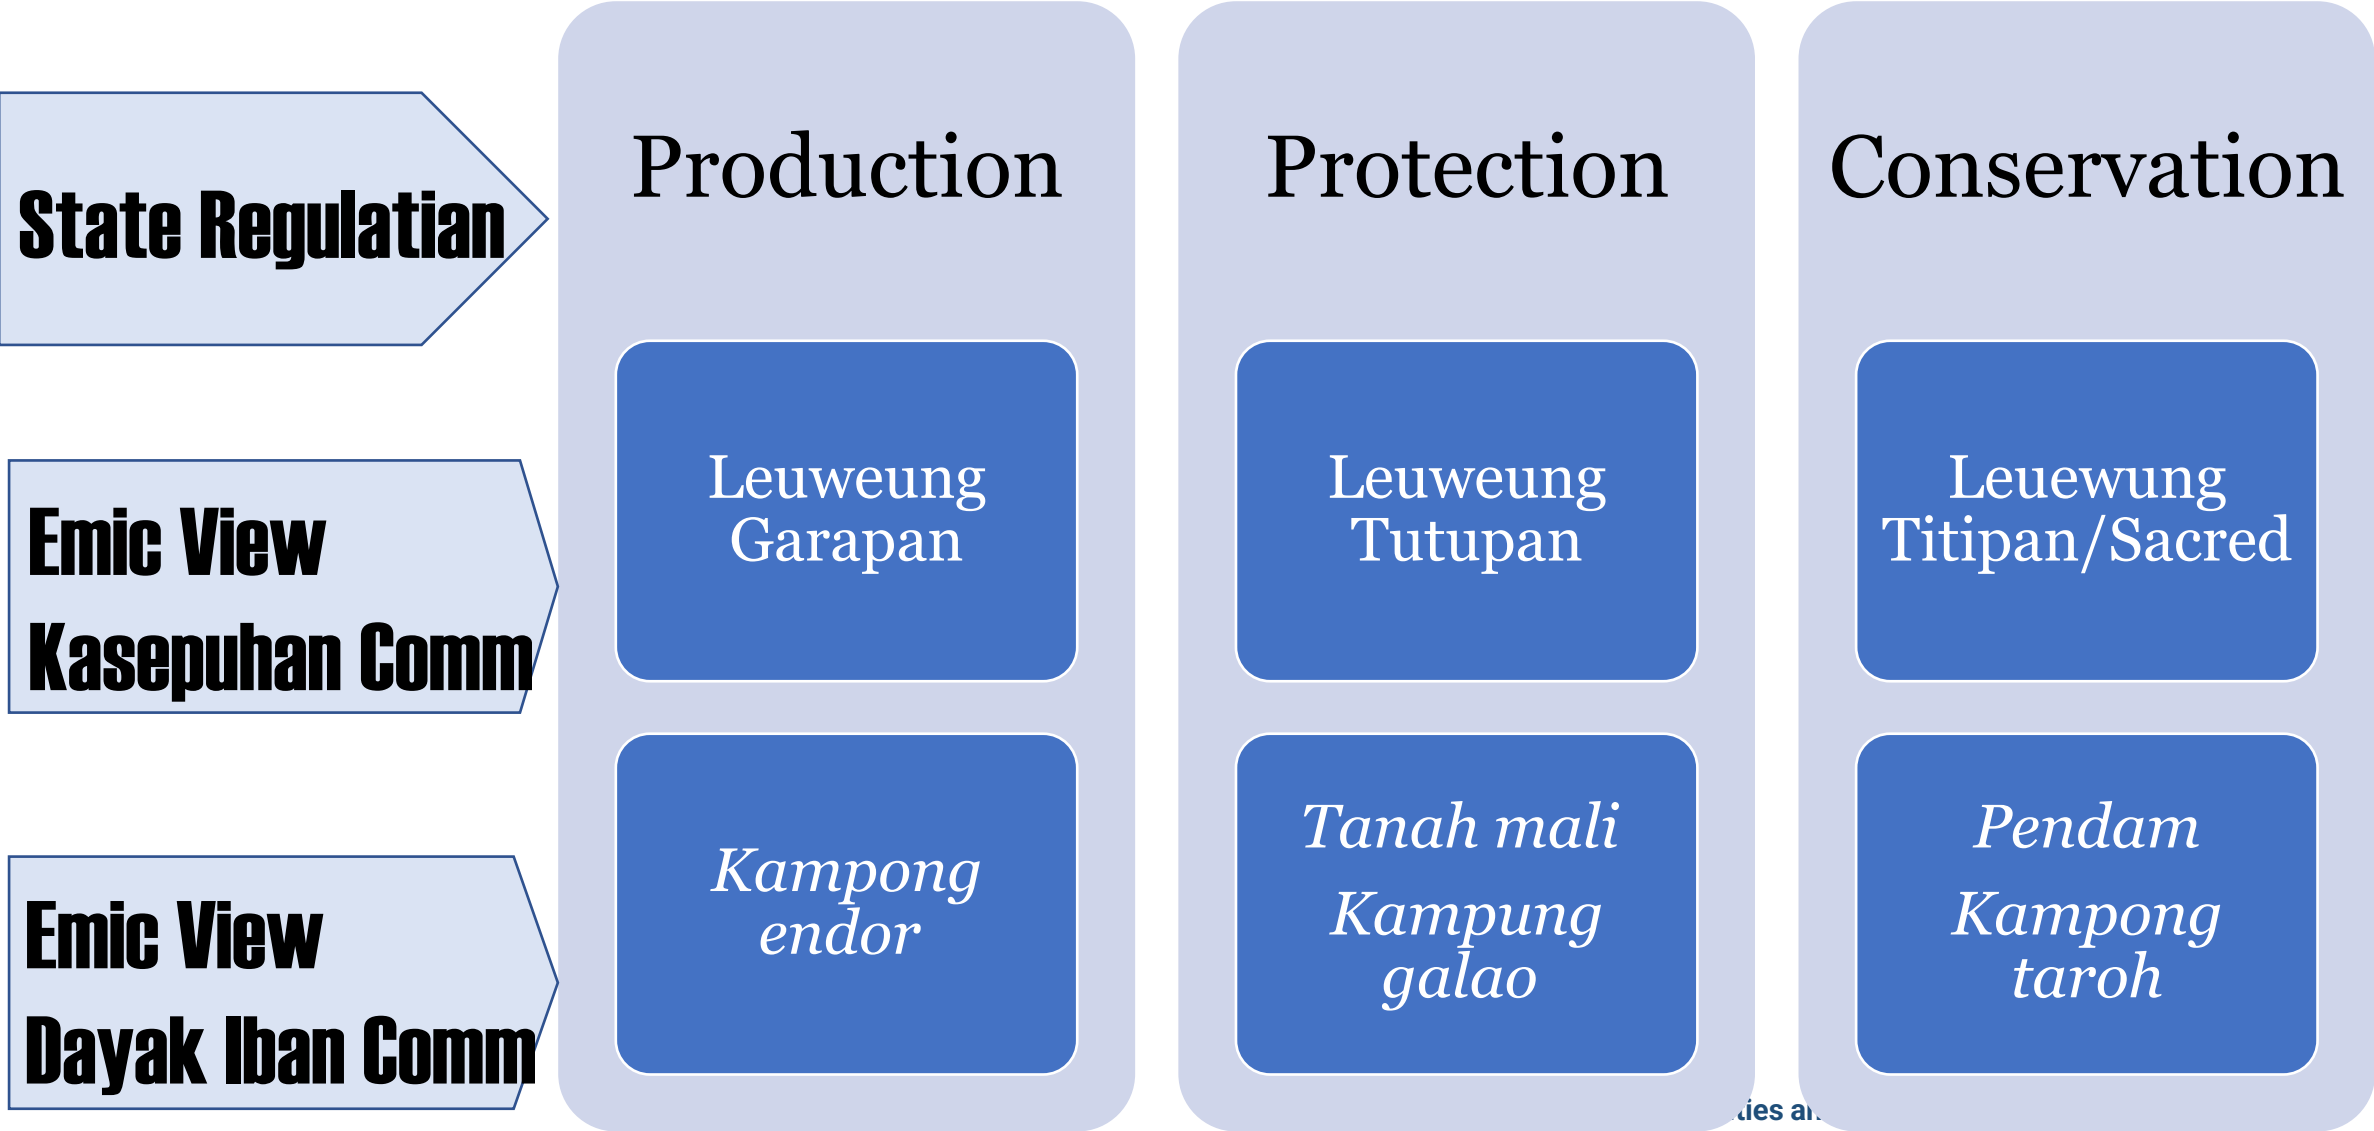 State Regulatian
Production
Protection
Conservation
Emic View
Kasepuhan Comm
Leuweung
Garapan
Leuweung
Tutupan
Leuewung
Titipan/Sacred
Emic View
Dayak Iban Comm
Kampong
endor
Tanah mali
Kampung
galao
Pendam
Kampong
taroh